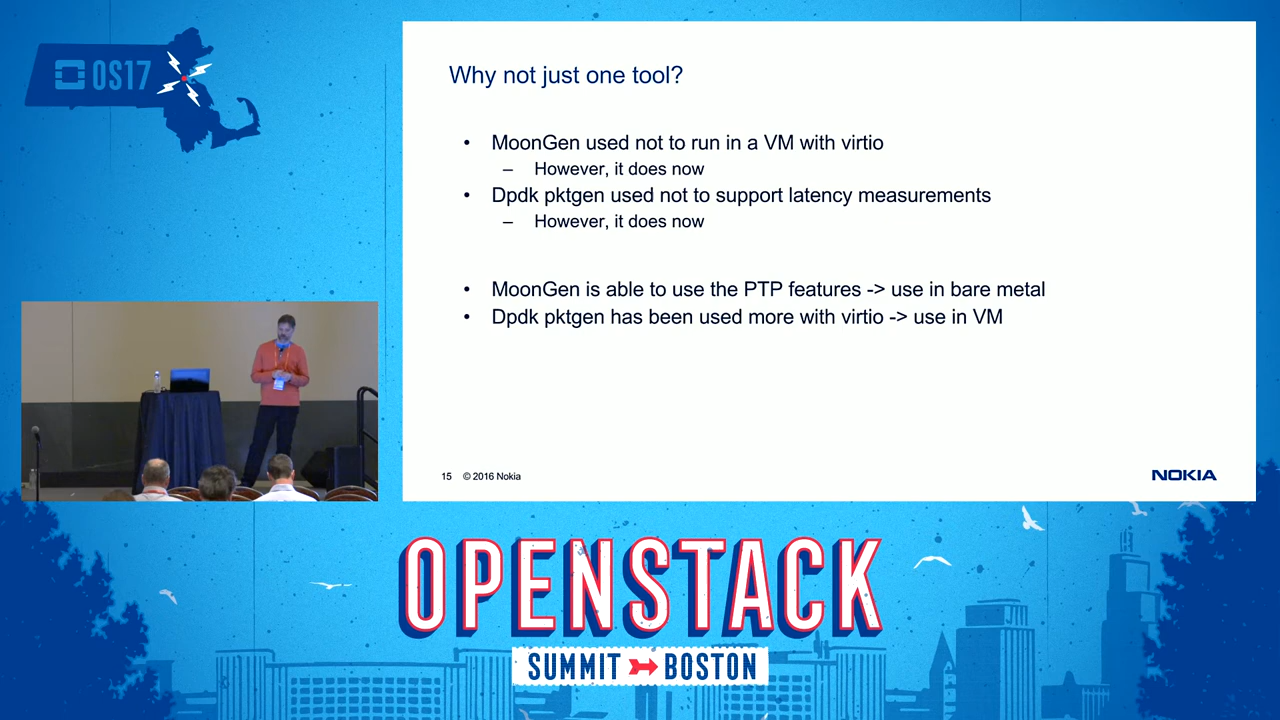 OS17
Why not just one tool?
• MoonGen used not to run in a VM with virtio
– However, it does now
• Dpdk pktgen used not to support latency measurements
– However, it does now
• MoonGen is able to use the PTP features -> use in bare metal
• Dpdk pktgen has been used more with virtio -> use in VM
15 © 2016 Nokia
NOKIA
OPENSTACK
SUMMIT BOSTON